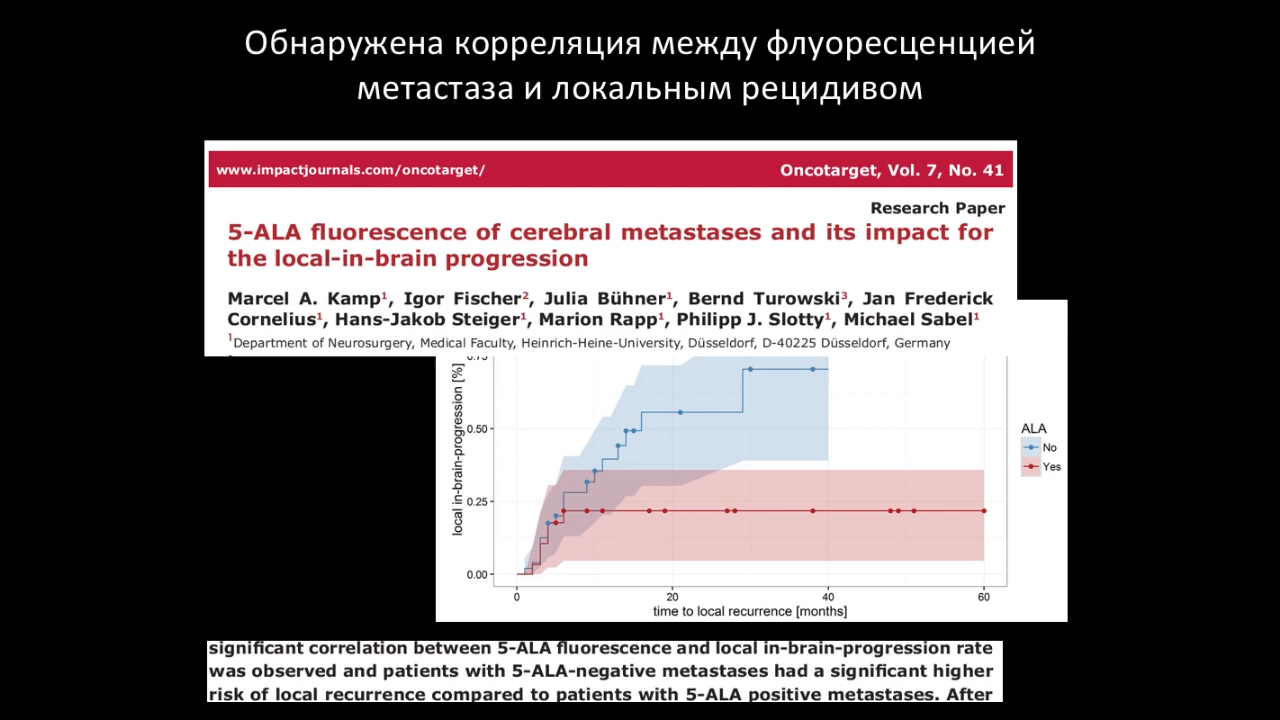 Обнаружена корреляция между флуоресценцией
метастаза и локальным рецидивом
www.impactjournals.com/oncotarget/ Oncotarget, Vol. 7, No. 41
Research Paper
5-ALA fluorescence of cerebral metastases and its impact for
the local-in-brain progression
Marcel A. Kamp1, Igor Fischer2, Julia Bühner1, Bernd Turowski3, Jan Frederick
Cornelius1, Hans-Jakob Steiger1, Marion Rapp1, Philipp J. Slotty1, Michael Sabel1
1Department of Neurosurgery, Medical Faculty, Heinrich-Heine-University, Düsseldorf, D-40225 Düsseldorf, Germany
local in-brain-progression [%]
0.75
0.50
0.25
0.00
0 20 40 60
time to local recurrence [months]
ALA
No
Yes
significant correlation between 5-ALA fluorescence and local in-brain-progression rate
was observed and patients with 5-ALA-negative metastases had a significant higher
risk of local recurrence compared to patients with 5-ALA positive metastases. After